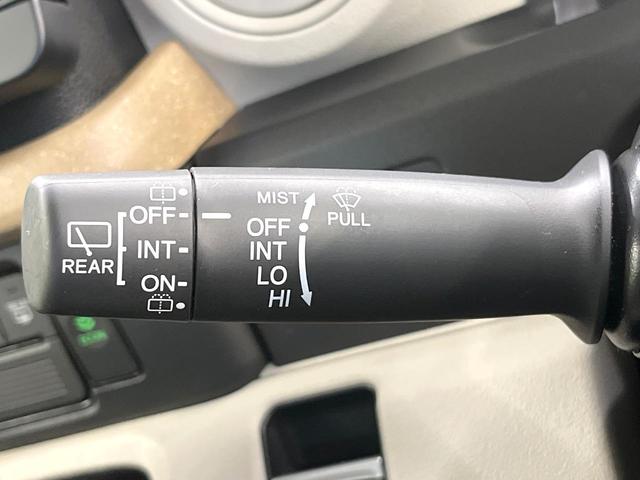 REAR
OFF
INT
ON
MIST
OFF
INT
LO
HI
PULL